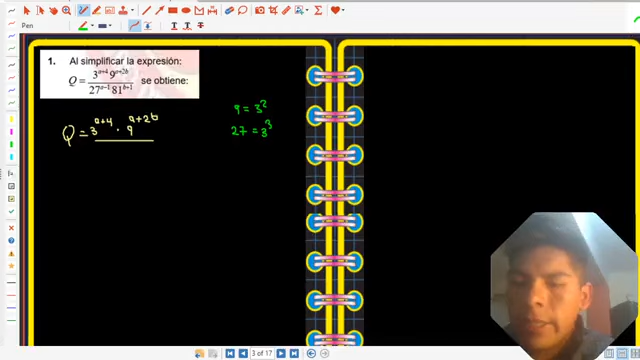 Pen
1. Al simplificar la expresión:
Q = 3^{a+4} 9^{a+2b} / 27^{a-1} 81^{b+1} se obtiene:
9 = 3^2
27 = 3^3
Q = 3^{a+4} · 9^{a+2b}
3 of 17